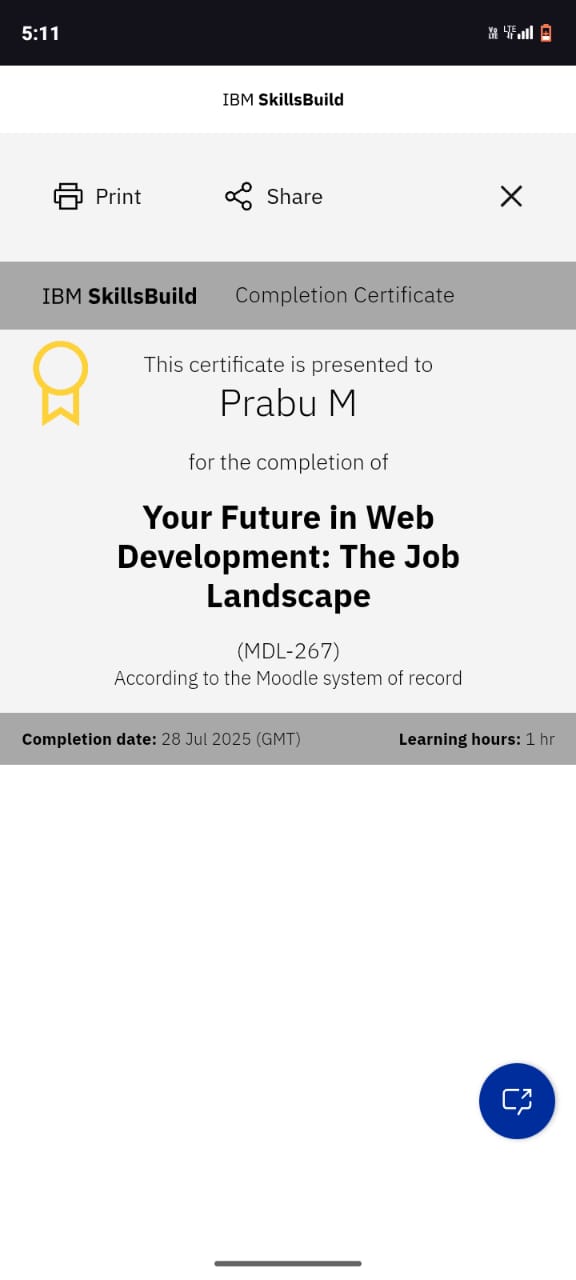 5:11
IBM SkillsBuild
Print
Share
IBM SkillsBuild Completion Certificate
This certificate is presented to
Prabu M
for the completion of
Your Future in Web
Development: The Job
Landscape
(MDL-267)
According to the Moodle system of record
Completion date: 28 Jul 2025 (GMT)
Learning hours: 1 hr